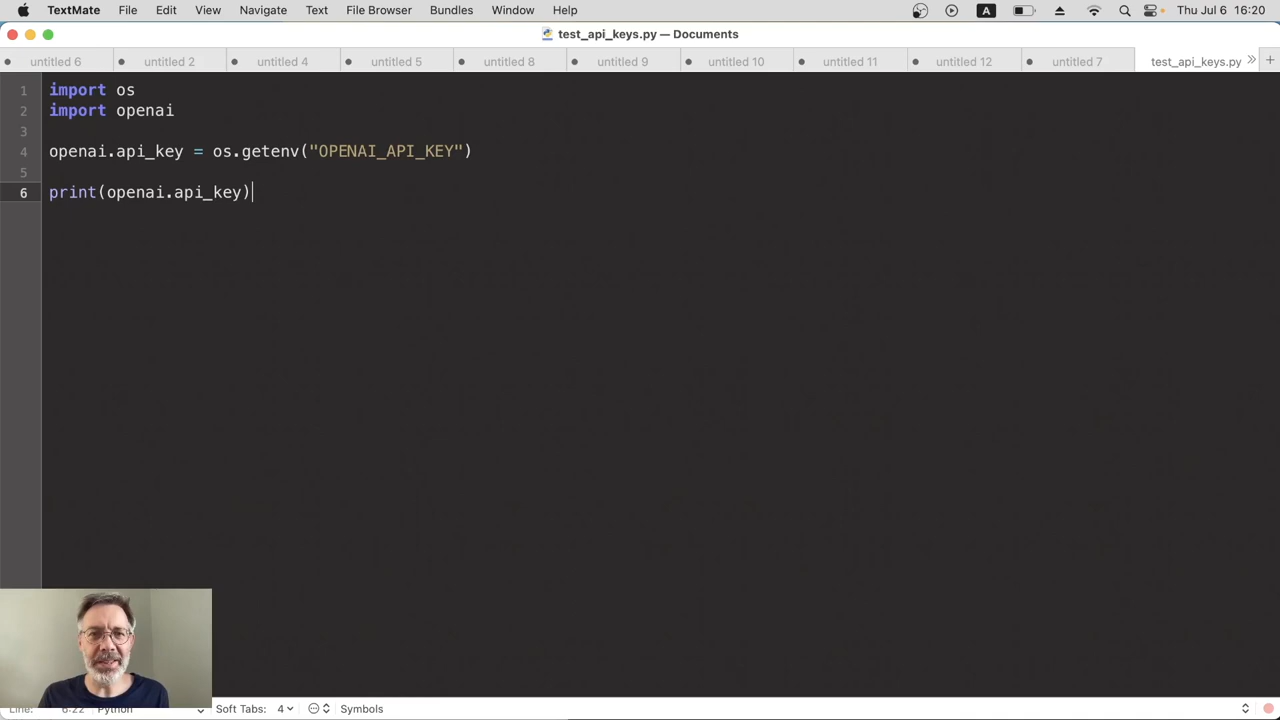 TextMate File Edit View Navigate Text File Browser Bundles Window Help A Thu Jul 6 16:20
test_api_keys.py — Documents
untitled 6 untitled 2 untitled 4 untitled 5 untitled 8 untitled 9 untitled 10 untitled 11 untitled 12 untitled 7 test_api_keys.py
1 import os
2 import openai
3
4 openai.api_key = os.getenv("OPENAI_API_KEY")
5
6 print(openai.api_key)
Line: 6:22 Python Soft Tabs: 4 Symbols